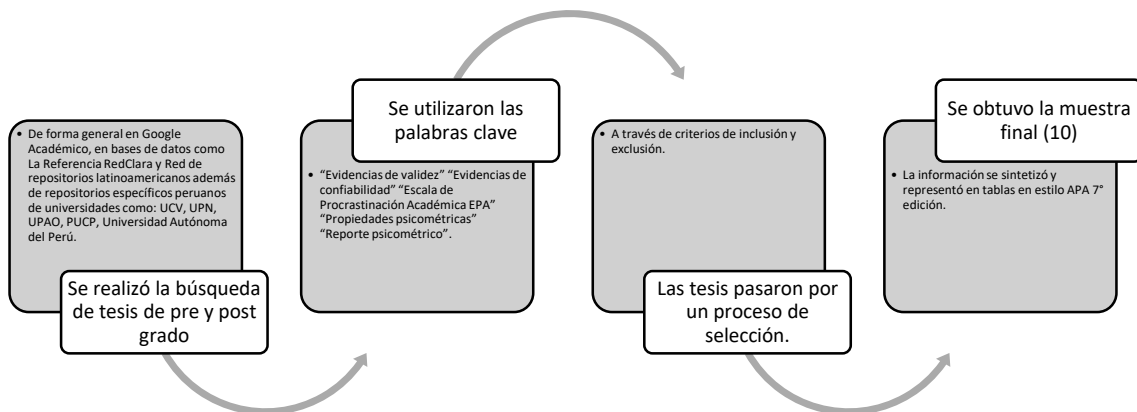 • De forma general en Google
Académico, en bases de datos como
La Referencia RedClara y Red de
repositorios latinoamericanos además
de repositorios específicos peruanos
de universidades como: UCV, UPN,
UPAO, PUCP, Universidad Autónoma
del Perú.
Se realizó la búsqueda
de tesis de pre y post
grado
Se utilizaron las
palabras clave
• “Evidencias de validez” “Evidencias de
confiabilidad” “Escala de
Procrastinación Académica EPA”
“Propiedades psicométricas”
“Reporte psicométrico”.
• A través de criterios de inclusión y
exclusión.
Las tesis pasaron por
un proceso de
selección.
Se obtuvo la muestra
final (10)
• La información se sintetizó y
representó en tablas en estilo APA 7°
edición.